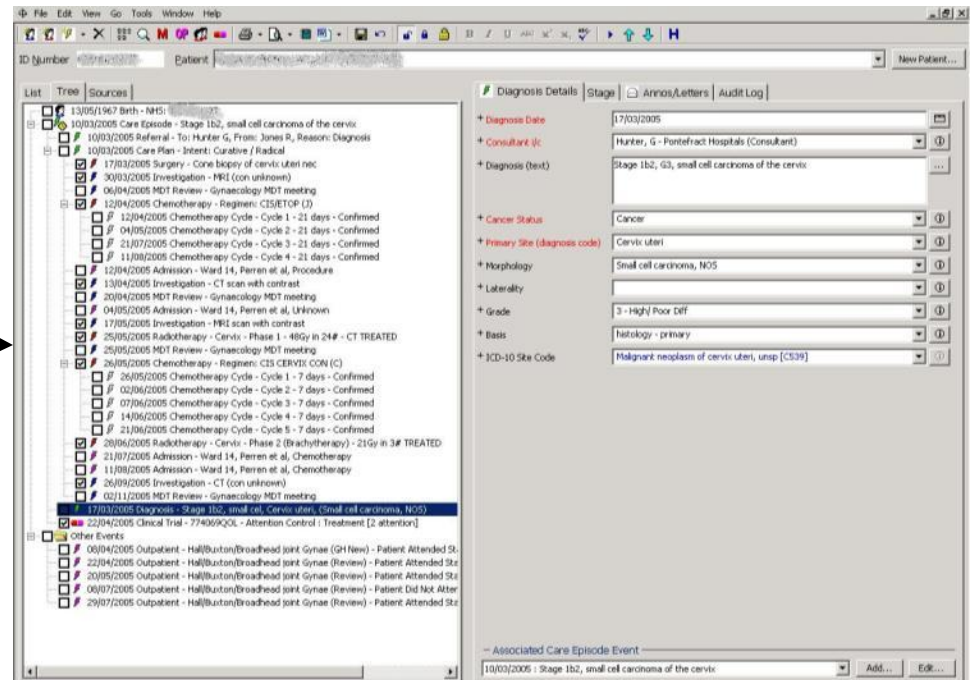 File Edit View Go Tools Window Help
ID Number Patient New Patient...
List Tree Sources
13/05/1967 Birth - NHS:
10/03/2005 Care Episode - Stage 1b2, small cell carcinoma of the cervix
10/03/2005 Referral - To: Hunter G, From: Jones R, Reason: Diagnosis
10/03/2005 Care Plan - Intent: Curative / Radical
17/03/2005 Surgery - Cone biopsy of cervix uteri nec
30/03/2005 Investigation - MRI (con unknown)
06/04/2005 MDT Review - Gynaecology MDT meeting
12/04/2005 Chemotherapy - Regimen: CIS/ETOP (J)
12/04/2005 Chemotherapy Cycle - Cycle 1 - 21 days - Confirmed
04/05/2005 Chemotherapy Cycle - Cycle 2 - 21 days - Confirmed
21/07/2005 Chemotherapy Cycle - Cycle 3 - 21 days - Confirmed
11/08/2005 Chemotherapy Cycle - Cycle 4 - 21 days - Confirmed
12/04/2005 Admission - Ward 14, Perren et al, Procedure
13/04/2005 Investigation - CT scan with contrast
20/04/2005 MDT Review - Gynaecology MDT meeting
04/05/2005 Admission - Ward 14, Perren et al, Unknown
17/05/2005 Investigation - MRI scan with contrast
25/05/2005 Radiotherapy - Cervix - Phase 1 - 48Gy in 24# - CT TREATED
25/05/2005 MDT Review - Gynaecology MDT meeting
26/05/2005 Chemotherapy - Regimen: CIS CERVIX CON (C)
26/05/2005 Chemotherapy Cycle - Cycle 1 - 7 days - Confirmed
02/06/2005 Chemotherapy Cycle - Cycle 2 - 7 days - Confirmed
07/06/2005 Chemotherapy Cycle - Cycle 3 - 7 days - Confirmed
14/06/2005 Chemotherapy Cycle - Cycle 4 - 7 days - Confirmed
21/06/2005 Chemotherapy Cycle - Cycle 5 - 7 days - Confirmed
28/06/2005 Radiotherapy - Cervix - Phase 2 (Brachytherapy) - 21Gy in 3# TREATED
21/07/2005 Admission - Ward 14, Perren et al, Chemotherapy
11/08/2005 Admission - Ward 14, Perren et al, Chemotherapy
26/09/2005 Investigation - CT (con unknown)
02/11/2005 MDT Review - Gynaecology MDT meeting
17/03/2005 Diagnosis - Stage 1b2, small cel, Cervix uteri, (Small cell carcinoma, NOS)
22/04/2005 Clinical Trial - 774069QOL - Attention Control : Treatment [2 attention]
Other Events
08/04/2005 Outpatient - Hall/Buxton/Broadhead joint Gynae (GH New) - Patient Attended St
22/04/2005 Outpatient - Hall/Buxton/Broadhead joint Gynae (Review) - Patient Attended Sta
20/05/2005 Outpatient - Hall/Buxton/Broadhead joint Gynae (Review) - Patient Attended Sta
08/07/2005 Outpatient - Hall/Buxton/Broadhead joint Gynae (Review) - Patient Did Not Atter
29/07/2005 Outpatient - Hall/Buxton/Broadhead joint Gynae (Review) - Patient Attended Sta
Diagnosis Details Stage Annos/Letters Audit Log
+ Diagnosis Date 17/03/2005
+ Consultant i/c Hunter, G - Pontefract Hospitals (Consultant)
+ Diagnosis (text) Stage 1b2, G3, small cell carcinoma of the cervix ...
+ Cancer Status Cancer
+ Primary Site (diagnosis code) Cervix uteri
+ Morphology Small cell carcinoma, NOS
+ Laterality
+ Grade 3 - High/ Poor Diff
+ Basis histology - primary
+ ICD-10 Site Code Malignant neoplasm of cervix uteri, unsp [C539]
Associated Care Episode Event
10/03/2005 : Stage 1b2, small cell carcinoma of the cervix Add... Edit...